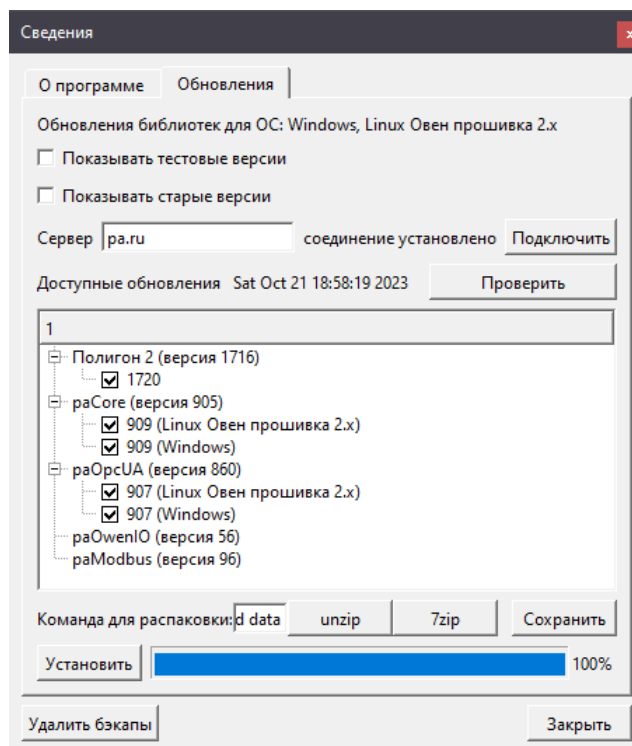 Сведения
О программе Обновления
Обновления библиотек для ОС: Windows, Linux Овен прошивка 2.x
Показывать тестовые версии
Показывать старые версии
Сервер pa.ru соединение установлено Подключить
Доступные обновления Sat Oct 21 18:58:19 2023 Проверить
1
Полигон 2 (версия 1716)
1720
paCore (версия 905)
909 (Linux Овен прошивка 2.x)
909 (Windows)
paOpcUA (версия 860)
907 (Linux Овен прошивка 2.x)
907 (Windows)
paOwenIO (версия 56)
paModbus (версия 96)
Команда для распаковки: d data unzip 7zip Сохранить
Установить 100%
Удалить бэкапы Закрыть